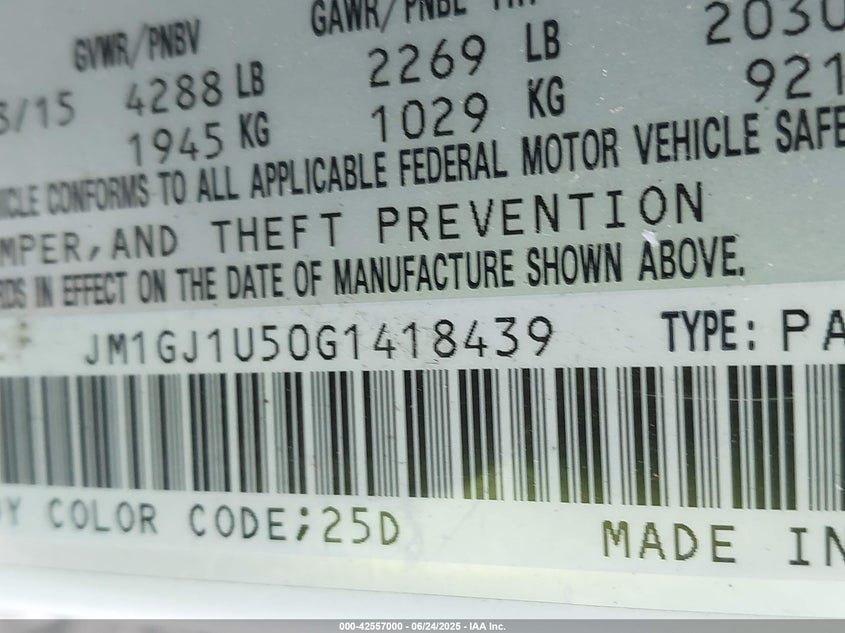 GVWR/PNBV GAWR/PNBE
3/15 4288 LB 2269 LB 2030
1945 KG 1029 KG 921
CONFORMS TO ALL APPLICABLE FEDERAL MOTOR VEHICLE SAFE
MPER, AND THEFT PREVENTION
RDS IN EFFECT ON THE DATE OF MANUFACTURE SHOWN ABOVE.
JM1GJ1U50G1418439 TYPE: PA
Y COLOR CODE;25D MADE IN
000-42557000 - 06/24/2025 - IAA Inc.